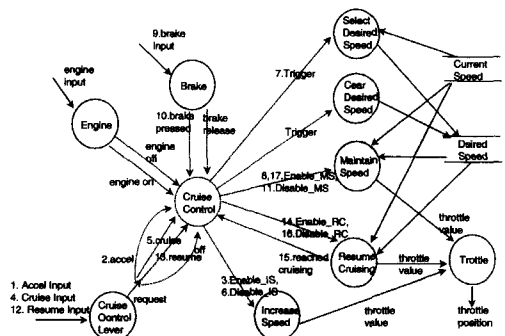 9.brake
input
engine
input
Select
Desired
Speed
Current
Speed
Brake
7.Trigger
Cear
Desired
Speed
Engine
10.brake
pressed
brake
release
Trigger
engine
off
Daired
Speed
Maintain
Speed
engine on
8,17.Enable_MS,
11.Disable_MS
Cruise
Control
throttle
value
14.Enable_RC,
16.Disable_RC
5.cruise
off
2.accel
13.resume
15.reached
cruising
Resume
Cruising
throttle
value
Trottle
1. Accel Input
4. Cruise Input
12. Resume Input
request
3.Enable_IS,
6.Disable_IS
Cruise
Control
Lever
Increase
Speed
throttle
value
throttle
position